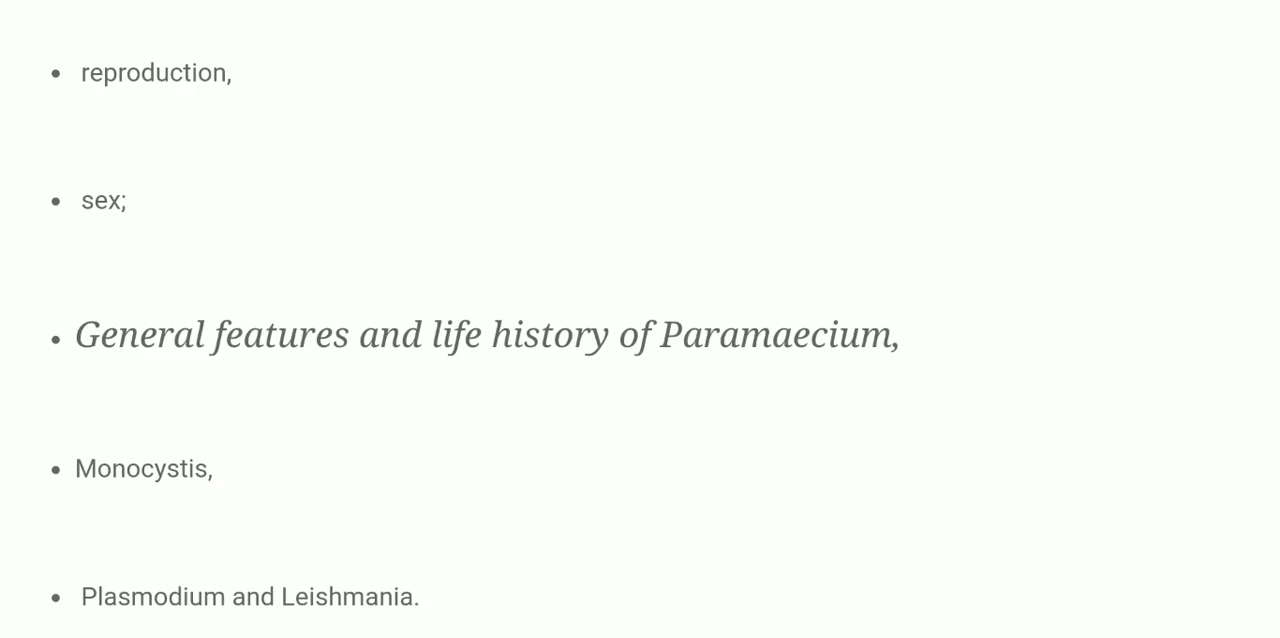 • reproduction,
• sex;
• General features and life history of Paramaecium,
• Monocystis,
• Plasmodium and Leishmania.